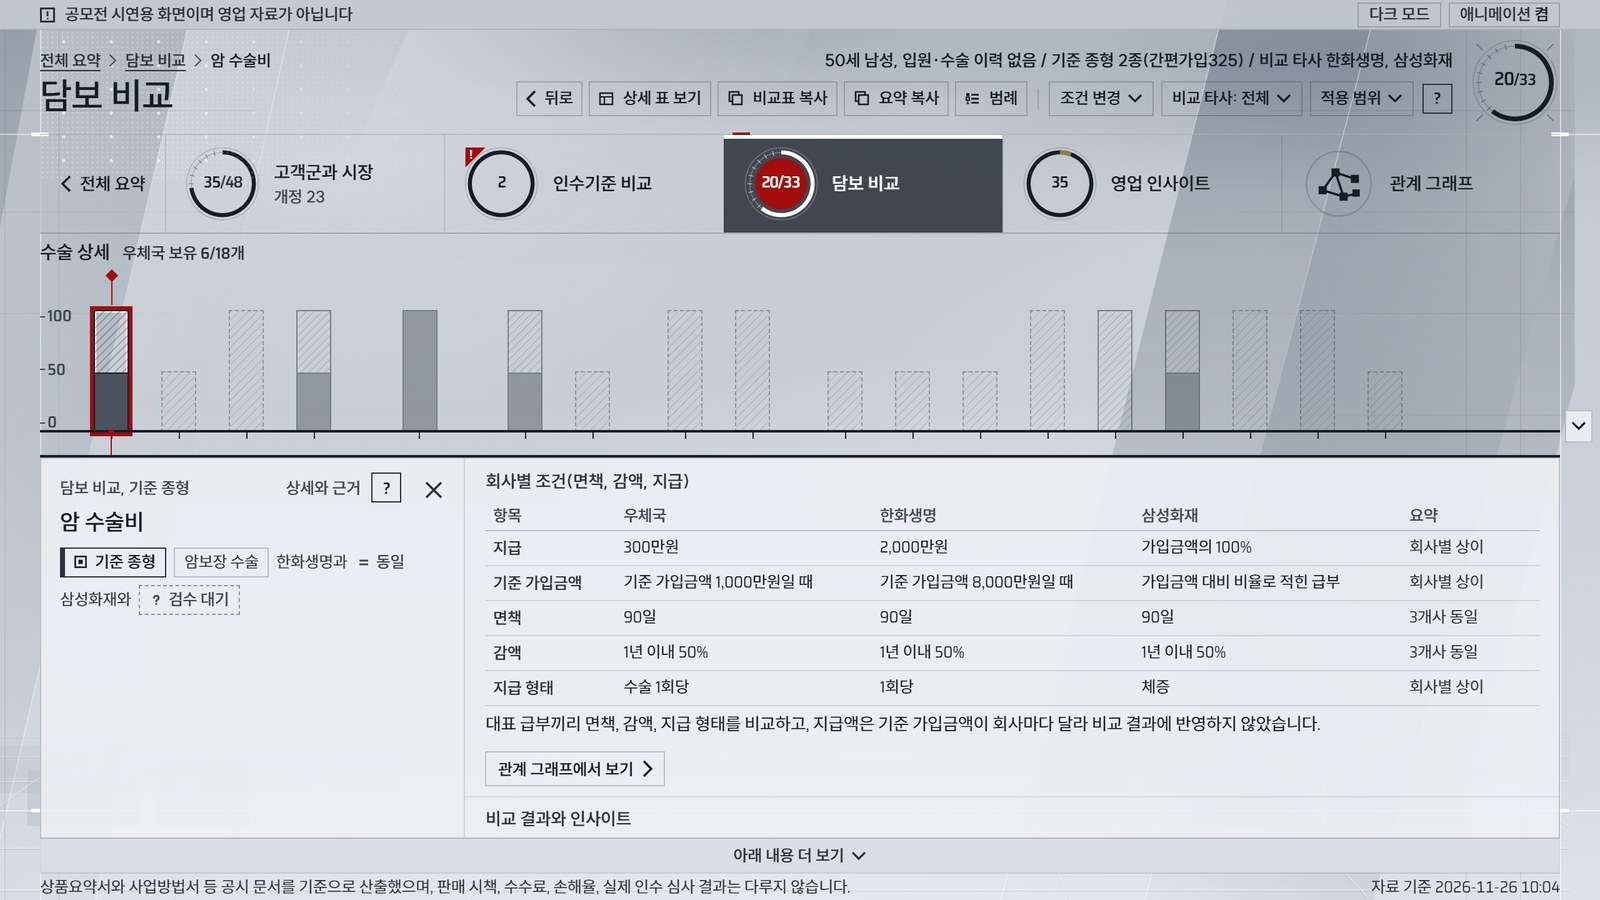 공모전 시연용 화면이며 영업 자료가 아닙니다
다크 모드
애니메이션 켬
전체 요약 > 담보 비교 > 암 수술비
50세 남성, 입원·수술 이력 없음 / 기준 종형 2종(간편가입325) / 비교 타사 한화생명, 삼성화재
20/33
담보 비교
뒤로
상세 표 보기
비교표 복사
요약 복사
범례
조건 변경
비교 타사: 전체
적용 범위
?
전체 요약
35/48
고객군과 시장
개정 23
!
2
인수기준 비교
20/33
담보 비교
35
영업 인사이트
관계 그래프
수술 상세 우체국 보유 6/18개
100
50
0
담보 비교, 기준 종형
상세와 근거 ?
암 수술비
기준 종형 암보장 수술 한화생명과 = 동일
삼성화재와 ? 검수 대기
회사별 조건(면책, 감액, 지급)
항목 우체국 한화생명 삼성화재 요약
지급 300만원 2,000만원 가입금액의 100% 회사별 상이
기준 가입금액 기준 가입금액 1,000만원일 때 기준 가입금액 8,000만원일 때 가입금액 대비 비율로 적힌 급부 회사별 상이
면책 90일 90일 90일 3개사 동일
감액 1년 이내 50% 1년 이내 50% 1년 이내 50% 3개사 동일
지급 형태 수술 1회당 1회당 체증 회사별 상이
대표 급부끼리 면책, 감액, 지급 형태를 비교하고, 지급액은 기준 가입금액이 회사마다 달라 비교 결과에 반영하지 않았습니다.
관계 그래프에서 보기
비교 결과와 인사이트
아래 내용 더 보기
상품요약서와 사업방법서 등 공시 문서를 기준으로 산출했으며, 판매 시책, 수수료, 손해율, 실제 인수 심사 결과는 다루지 않습니다.
자료 기준 2026-11-26 10:04